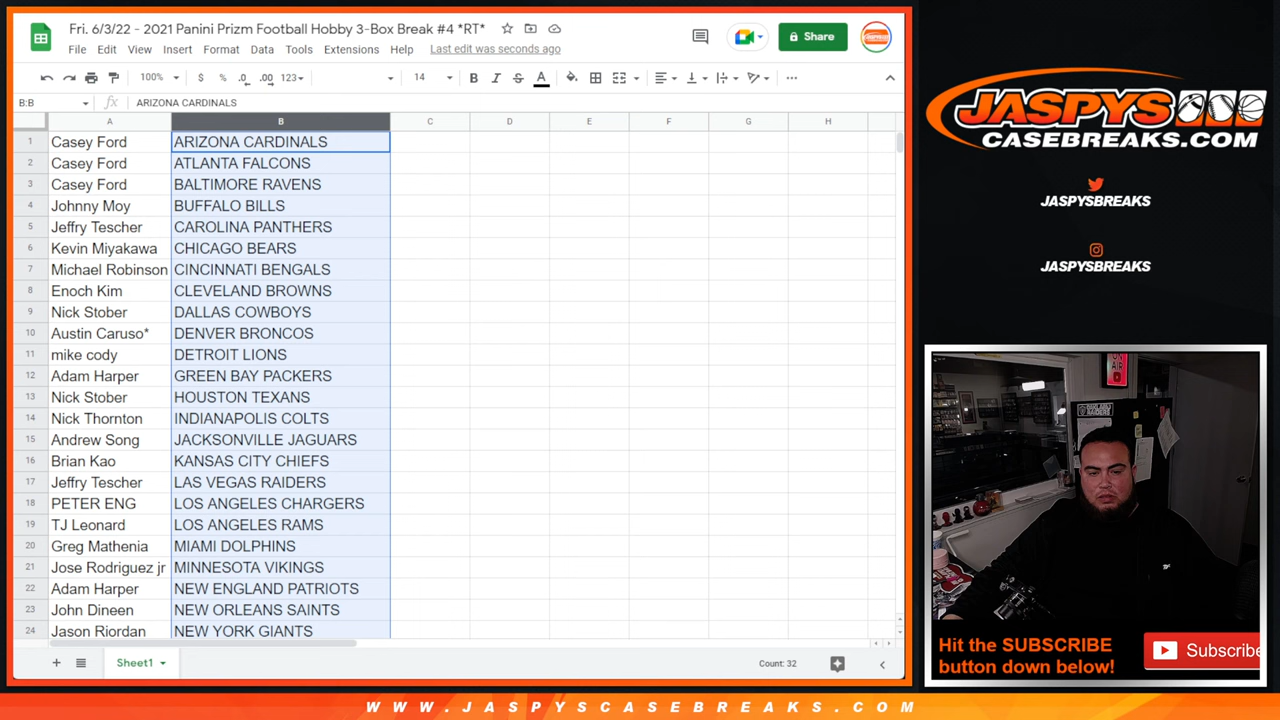 Fri. 6/3/22 - 2021 Panini Prizm Football Hobby 3-Box Break #4 *RT*
File Edit View Insert Format Data Tools Extensions Help Last edit was seconds ago
Share
100% $ % .0 .00 123 14 B I S A
B:B fx ARIZONA CARDINALS
A B C D E F G H
1 Casey Ford ARIZONA CARDINALS
2 Casey Ford ATLANTA FALCONS
3 Casey Ford BALTIMORE RAVENS
4 Johnny Moy BUFFALO BILLS
5 Jeffry Tescher CAROLINA PANTHERS
6 Kevin Miyakawa CHICAGO BEARS
7 Michael Robinson CINCINNATI BENGALS
8 Enoch Kim CLEVELAND BROWNS
9 Nick Stober DALLAS COWBOYS
10 Austin Caruso* DENVER BRONCOS
11 mike cody DETROIT LIONS
12 Adam Harper GREEN BAY PACKERS
13 Nick Stober HOUSTON TEXANS
14 Nick Thornton INDIANAPOLIS COLTS
15 Andrew Song JACKSONVILLE JAGUARS
16 Brian Kao KANSAS CITY CHIEFS
17 Jeffry Tescher LAS VEGAS RAIDERS
18 PETER ENG LOS ANGELES CHARGERS
19 TJ Leonard LOS ANGELES RAMS
20 Greg Mathenia MIAMI DOLPHINS
21 Jose Rodriguez jr MINNESOTA VIKINGS
22 Adam Harper NEW ENGLAND PATRIOTS
23 John Dineen NEW ORLEANS SAINTS
24 Jason Riordan NEW YORK GIANTS
Sheet1
Count: 32
JASPYS
CASEBREAKS.COM
JASPYSBREAKS
JASPYSBREAKS
ON AIR
Hit the SUBSCRIBE
button down below!
Subscribe
WWW.JASPYSCASEBREAKS.COM